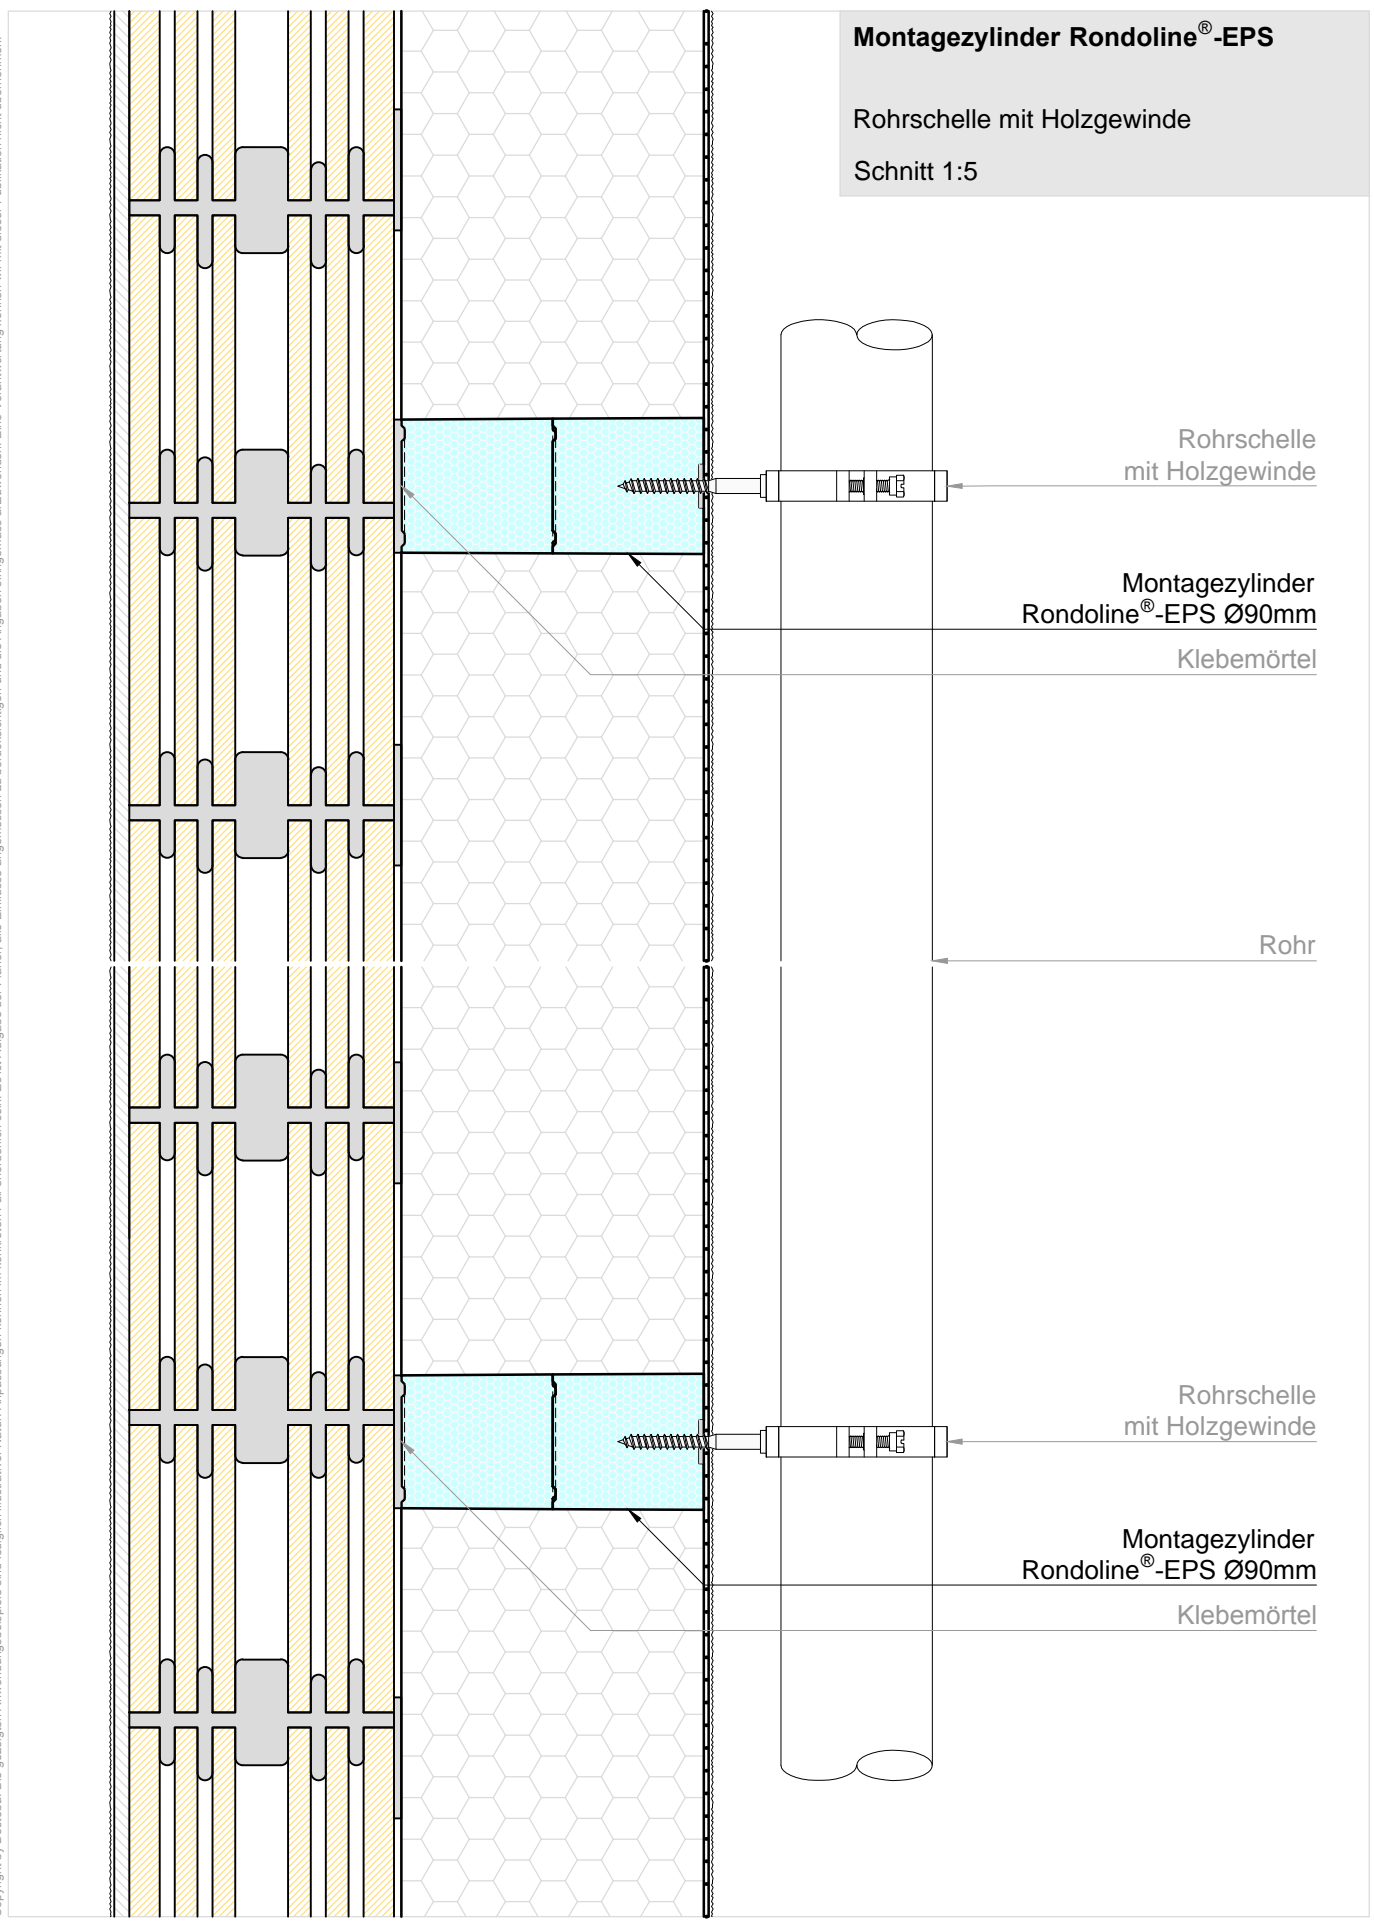 Montagezylinder Rondoline®-EPS
Rohrschelle mit Holzgewinde
Schnitt 1:5
Rohrschelle
mit Holzgewinde
Montagezylinder
Rondoline®-EPS Ø90mm
Klebemörtel
Rohr
Rohrschelle
mit Holzgewinde
Montagezylinder
Rondoline®-EPS Ø90mm
Klebemörtel